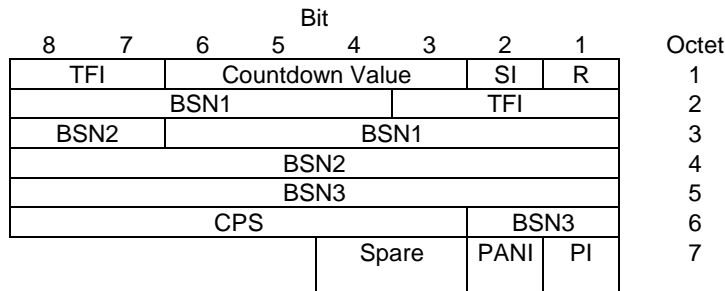 Bit
8 7 6 5 4 3 2 1 Octet
TFI Countdown Value SI R 1
BSN1 TFI 2
BSN2 BSN1 3
BSN2 4
BSN3 5
CPS BSN3 6
Spare PANI PI 7